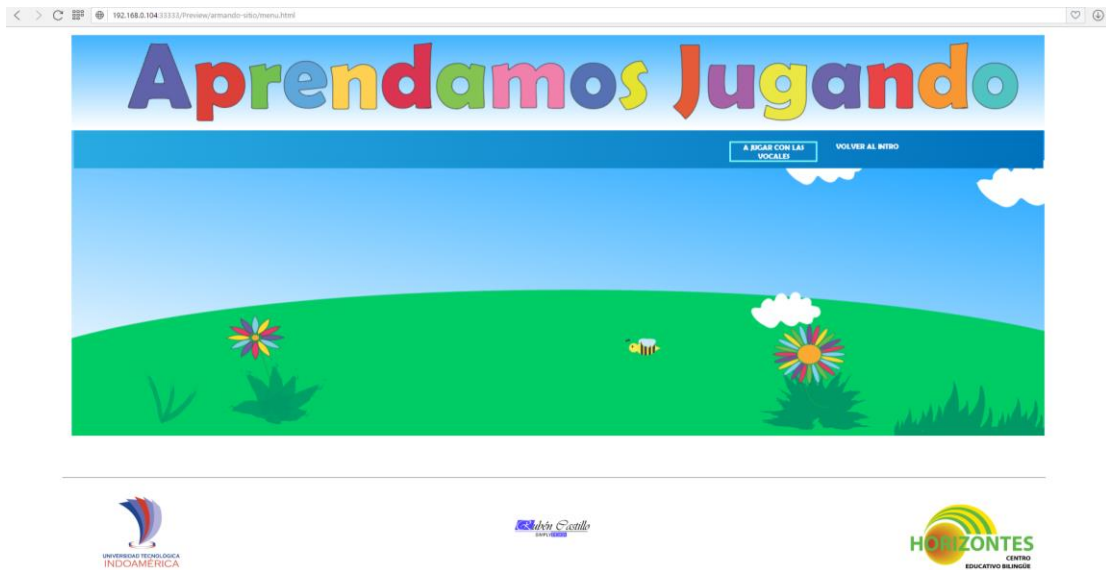 192.168.0.104:33333/Preview/armando-sitio/menu.html
Aprendamos Jugando
A JUGAR CON LAS
VOCALES
VOLVER AL INTRO
UNIVERSIDAD TECNOLÓGICA
INDOAMÉRICA
Rubén Castillo
HORIZONTES
CENTRO
EDUCATIVO BILINGÜE